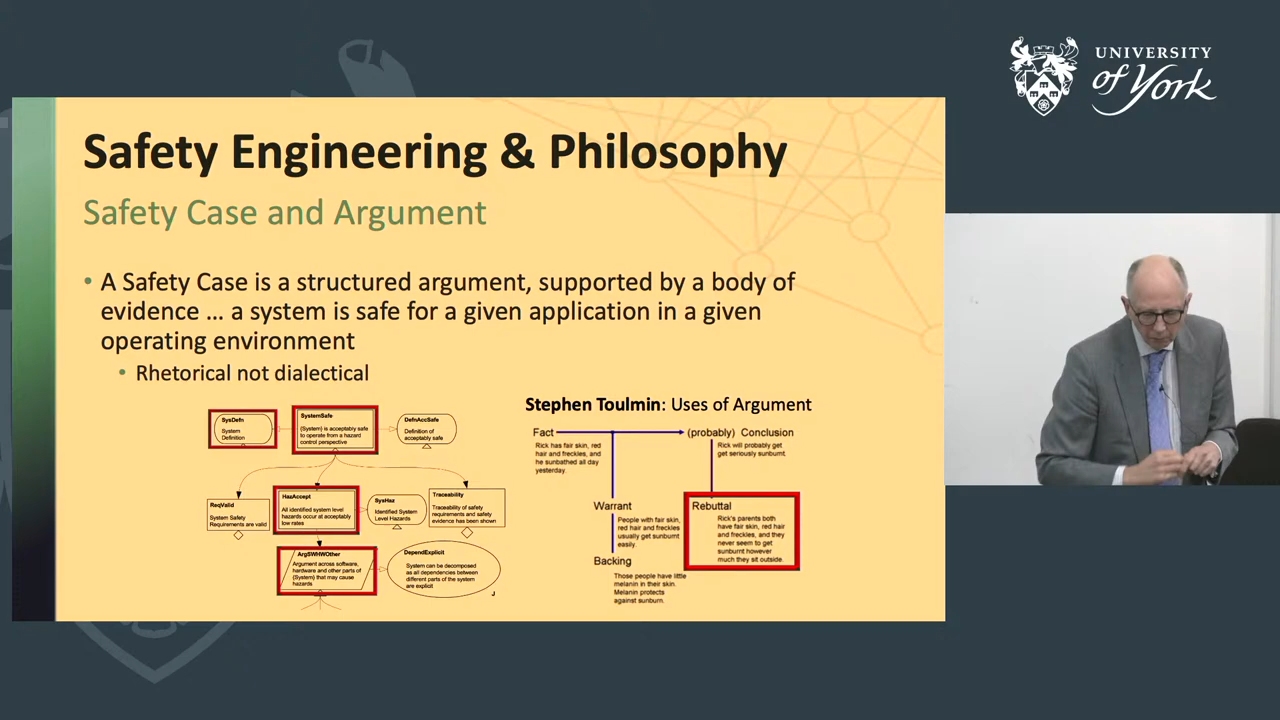 UNIVERSITY
of York
Safety Engineering & Philosophy
Safety Case and Argument
• A Safety Case is a structured argument, supported by a body of
evidence … a system is safe for a given application in a given
operating environment
• Rhetorical not dialectical
SysDefn
System
Definition
SystemSafe
{System} is acceptably safe
to operate from a hazard
control perspective
DefnAccSafe
Definition of
acceptably safe
ReqValid
System Safety
Requirements are valid
HazAccept
All identified system level
hazards occur at acceptably
low rates
SysHaz
Identified System
Level Hazards
Traceability
Traceability of safety
requirements and safety
evidence has been shown
ArgSWHWOther
Argument across software,
hardware and other parts of
{System} that may cause
hazards
DependExplicit
System can be decomposed
as all dependencies between
different parts of the system
are explicit
J
Stephen Toulmin: Uses of Argument
Fact
Rick has fair skin, red
hair and freckles, and
he sunbathed all day
yesterday.
(probably) Conclusion
Rick will probably get
get seriously sunburnt.
Warrant
People with fair skin,
red hair and freckles
usually get sunburnt
easily.
Backing
Those people have little
melanin in their skin.
Melanin protects
against sunburn.
Rebuttal
Rick's parents both
have fair skin, red hair
and freckles, and they
never seem to get
sunburnt however
much they sit outside.